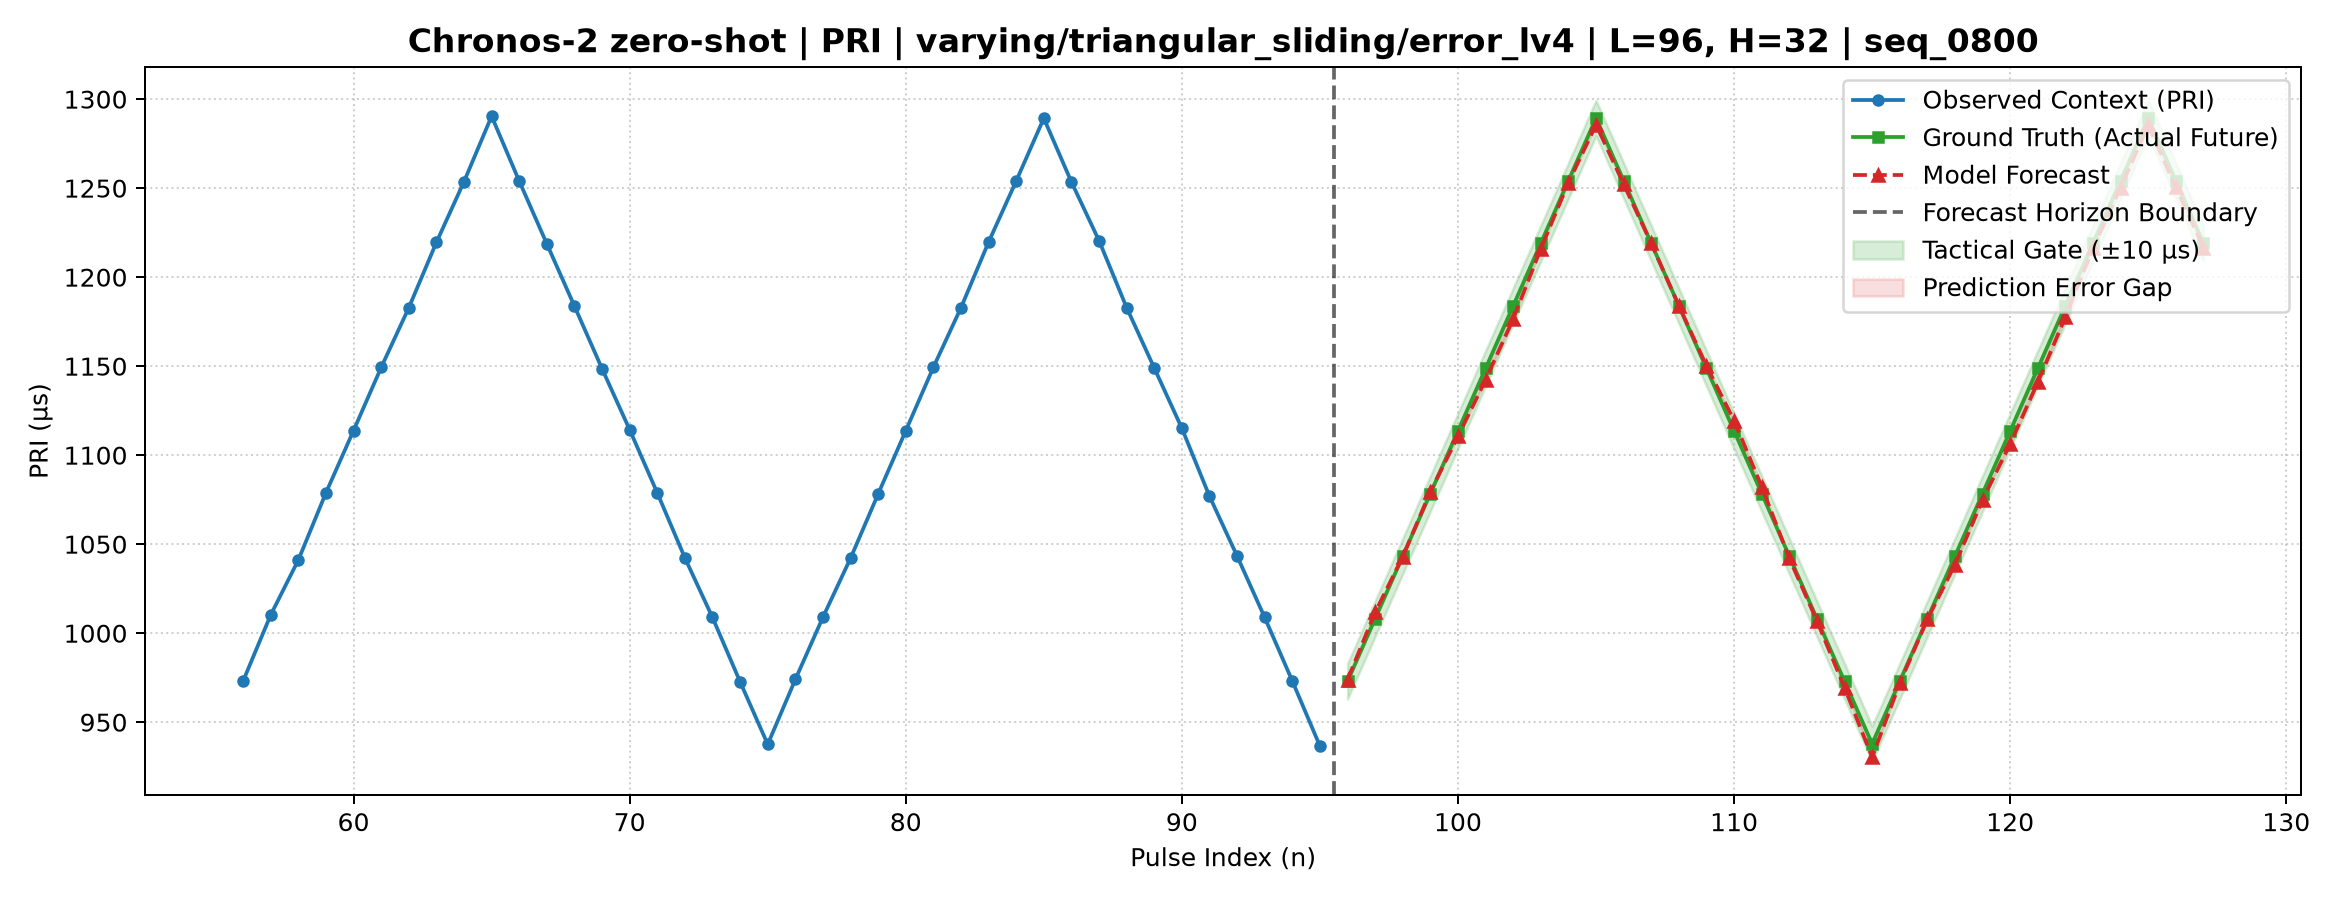 Chronos-2 zero-shot | PRI | varying/triangular_sliding/error_lv4 | L=96, H=32 | seq_0800
PRI (µs)
1300
1250
1200
1150
1100
1050
1000
950
Observed Context (PRI)
Ground Truth (Actual Future)
Model Forecast
Forecast Horizon Boundary
Tactical Gate (±10 µs)
Prediction Error Gap
60 70 80 90 100 110 120 130
Pulse Index (n)